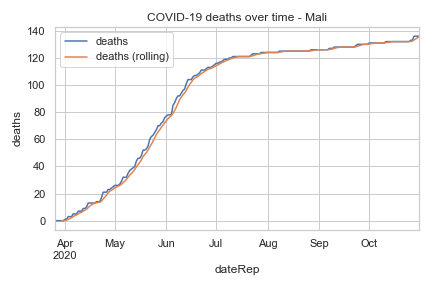 COVID-19 deaths over time - Mali
deaths
deaths (rolling)
140
120
100
80
60
40
20
0
deaths
Apr May Jun Jul Aug Sep Oct
2020
dateRep